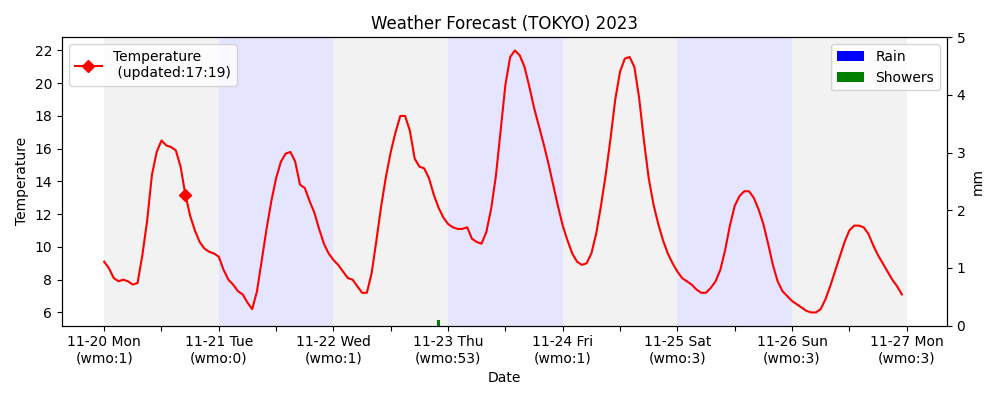 Weather Forecast (TOKYO) 2023
Temperature
(updated:17:19)
Rain
Showers
Temperature
22
20
18
16
14
12
10
8
6
5
4
3
2
1
0
mm
11-20 Mon 11-21 Tue 11-22 Wed 11-23 Thu 11-24 Fri 11-25 Sat 11-26 Sun 11-27 Mon
(wmo:1) (wmo:0) (wmo:1) (wmo:53) (wmo:1) (wmo:3) (wmo:3) (wmo:3)
Date